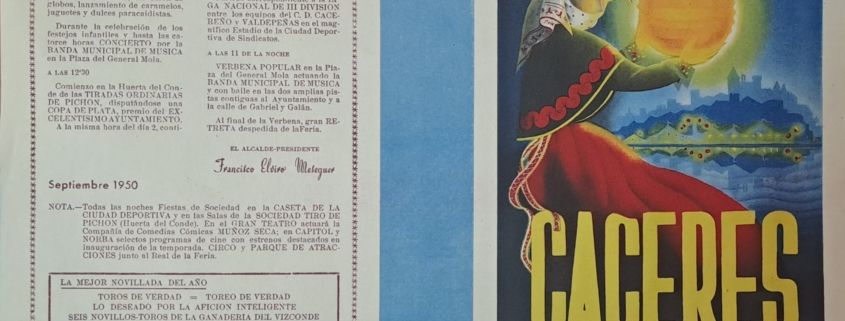 globos, lanzamiento de caramelos,
juguetes y dulces paracaidistas.
Durante la celebración de los
festejos infantiles y hasta las ca-
torce horas CONCIERTO por la
BANDA MUNICIPAL DE MUSICA
en la Plaza del General Mola.
A LAS 12'30
Comienzo en la Huerta del Con-
de de las TIRADAS ORDINARIAS
DE PICHON, disputándose una
COPA DE PLATA, premio del EX-
CELENTISIMO AYUNTAMIENTO.
A la misma hora del día 2, conti-
GA NACIONAL DE III DIVISION
entre los equipos del C. D. CACE-
REÑO y VALDEPEÑAS en el mag-
nífico Estadio de la Ciudad Depor-
tiva de Sindicatos.
A LAS 11 DE LA NOCHE
VERBENA POPULAR en la Pla-
za del General Mola actuando la
BANDA MUNICIPAL DE MUSICA
y con baile en las dos amplias pis-
tas contiguas al Ayuntamiento y a
la calle de Gabriel y Galán.
Al final de la Verbena, gran RE-
TRETA despedida de la Feria.
EL ALCALDE-PRESIDENTE
Francisco Elviro Meseguer
Septiembre 1950
NOTA.—Todas las noches Fiestas de Sociedad en la CASETA DE LA
CIUDAD DEPORTIVA y en las Salas de la SOCIEDAD TIRO DE
PICHON (Huerta del Conde). En el GRAN TEATRO actuará la
Compañía de Comedias Cómicas MUÑOZ SECA; en CAPITOL y
NORBA selectos programas de cine con estrenos destacados en
inauguración de la temporada. CIRCO y PARQUE DE ATRAC-
CIONES junto al Real de la Feria.
LA MEJOR NOVILLADA DEL AÑO
TOROS DE VERDAD = TOREO DE VERDAD
LO DESEADO POR LA AFICION INTELIGENTE
SEIS NOVILLOS-TOROS DE LA GANADERIA DEL VIZCONDE
CACERES